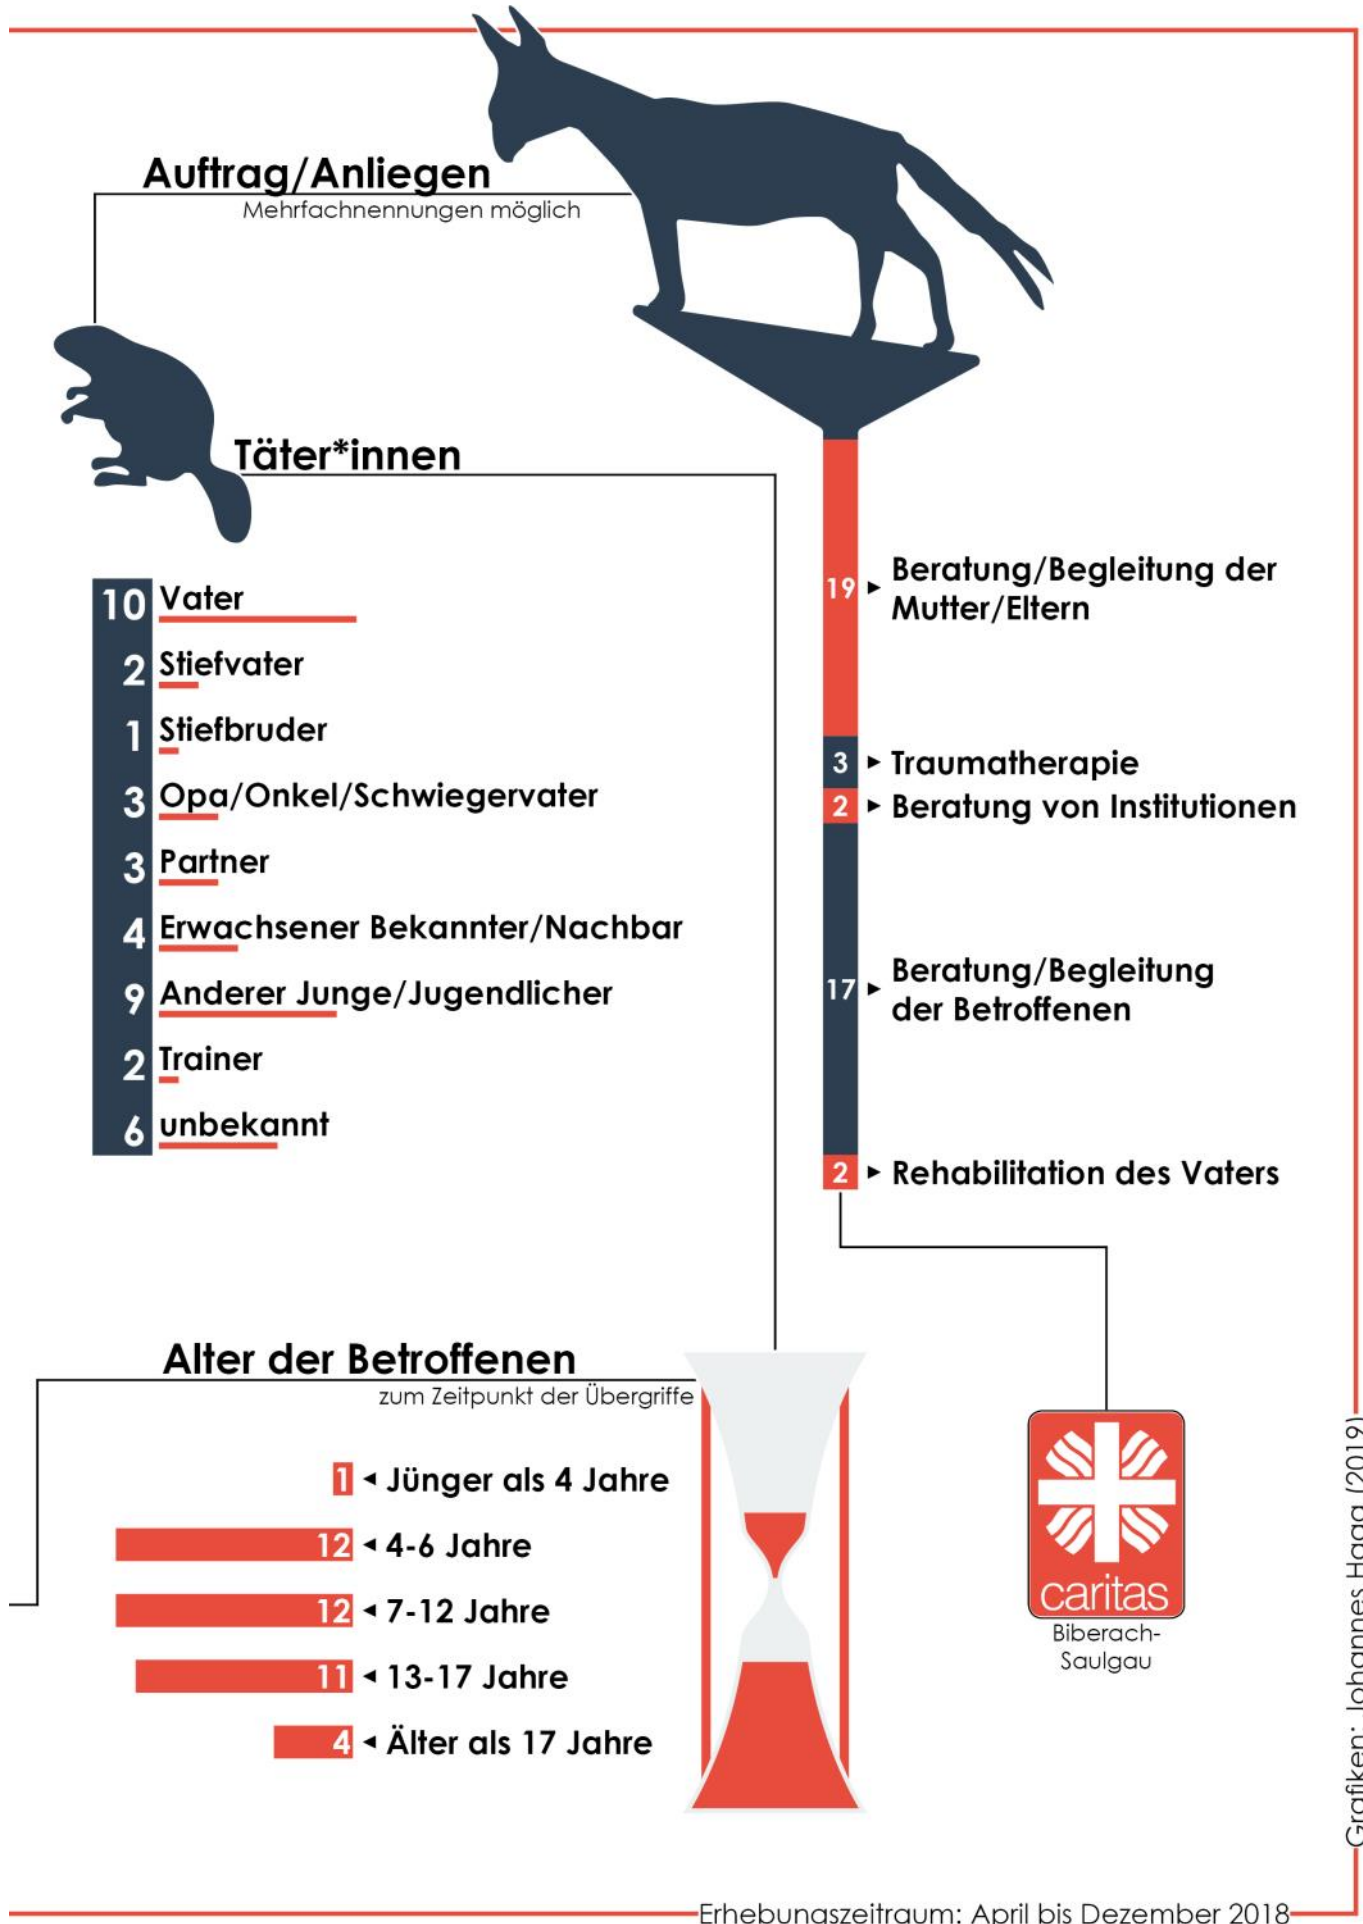 Auftrag/Anliegen
Mehrfachnennungen möglich
Täter*innen
10 Vater
2 Stiefvater
1 Stiefbruder
3 Opa/Onkel/Schwiegervater
3 Partner
4 Erwachsener Bekannter/Nachbar
9 Anderer Junge/Jugendlicher
2 Trainer
6 unbekannt
19 ▸ Beratung/Begleitung der
Mutter/Eltern
3 ▸ Traumatherapie
2 ▸ Beratung von Institutionen
17 ▸ Beratung/Begleitung
der Betroffenen
2 ▸ Rehabilitation des Vaters
Alter der Betroffenen
zum Zeitpunkt der Übergriffe
1 ◂ Jünger als 4 Jahre
12 ◂ 4-6 Jahre
12 ◂ 7-12 Jahre
11 ◂ 13-17 Jahre
4 ◂ Älter als 17 Jahre
caritas
Biberach-
Saulgau
Grafiken: Johannes Haag (2019)
Erhebungszeitraum: April bis Dezember 2018